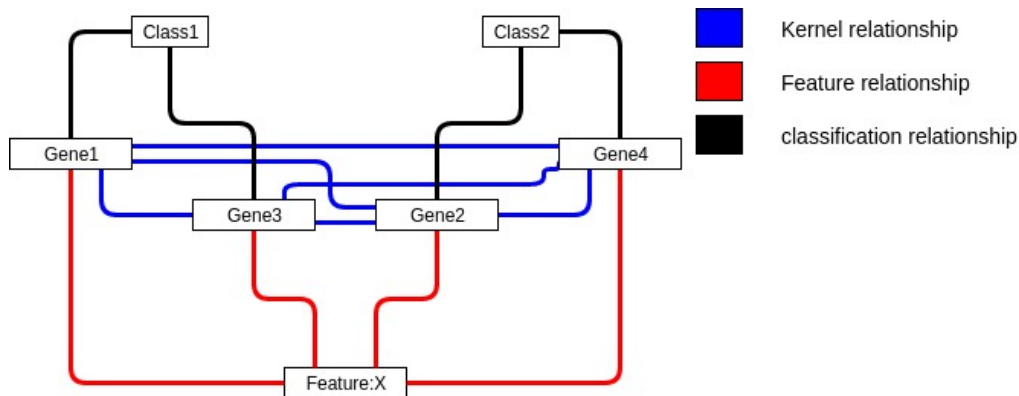 Class1
Class2
Kernel relationship
Feature relationship
classification relationship
Gene1
Gene4
Gene3
Gene2
Feature:X